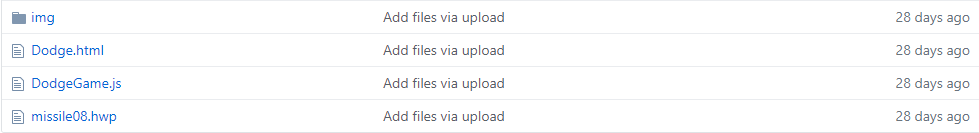 img Add files via upload 28 days ago
Dodge.html Add files via upload 28 days ago
DodgeGame.js Add files via upload 28 days ago
missile08.hwp Add files via upload 28 days ago